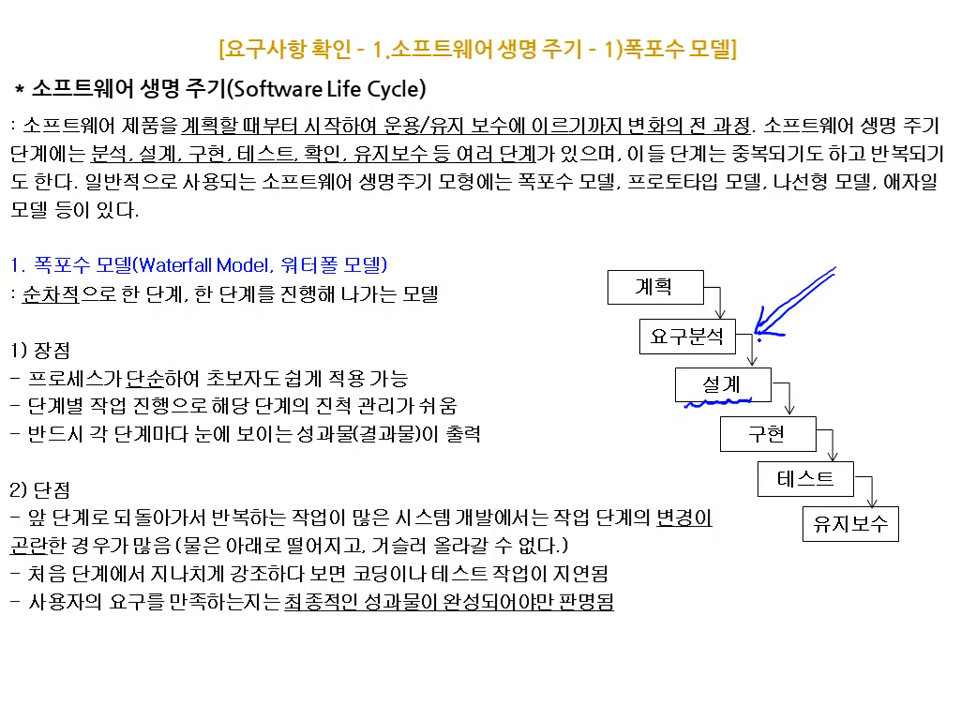 [요구사항 확인 - 1.소프트웨어 생명 주기 - 1)폭포수 모델]
* 소프트웨어 생명 주기(Software Life Cycle)
: 소프트웨어 제품을 계획할 때부터 시작하여 운용/유지 보수에 이르기까지 변화의 전 과정. 소프트웨어 생명 주기
단계에는 분석, 설계, 구현, 테스트, 확인, 유지보수 등 여러 단계가 있으며, 이들 단계는 중복되기도 하고 반복되기
도 한다. 일반적으로 사용되는 소프트웨어 생명주기 모형에는 폭포수 모델, 프로토타입 모델, 나선형 모델, 애자일
모델 등이 있다.
1. 폭포수 모델(Waterfall Model, 워터폴 모델)
: 순차적으로 한 단계, 한 단계를 진행해 나가는 모델
1) 장점
- 프로세스가 단순하여 초보자도 쉽게 적용 가능
- 단계별 작업 진행으로 해당 단계의 진척 관리가 쉬움
- 반드시 각 단계마다 눈에 보이는 성과물(결과물)이 출력
2) 단점
- 앞 단계로 되돌아가서 반복하는 작업이 많은 시스템 개발에서는 작업 단계의 변경이
곤란한 경우가 많음 (물은 아래로 떨어지고, 거슬러 올라갈 수 없다.)
- 처음 단계에서 지나치게 강조하다 보면 코딩이나 테스트 작업이 지연됨
- 사용자의 요구를 만족하는지는 최종적인 성과물이 완성되어야만 판명됨
계획
요구분석
설계
구현
테스트
유지보수